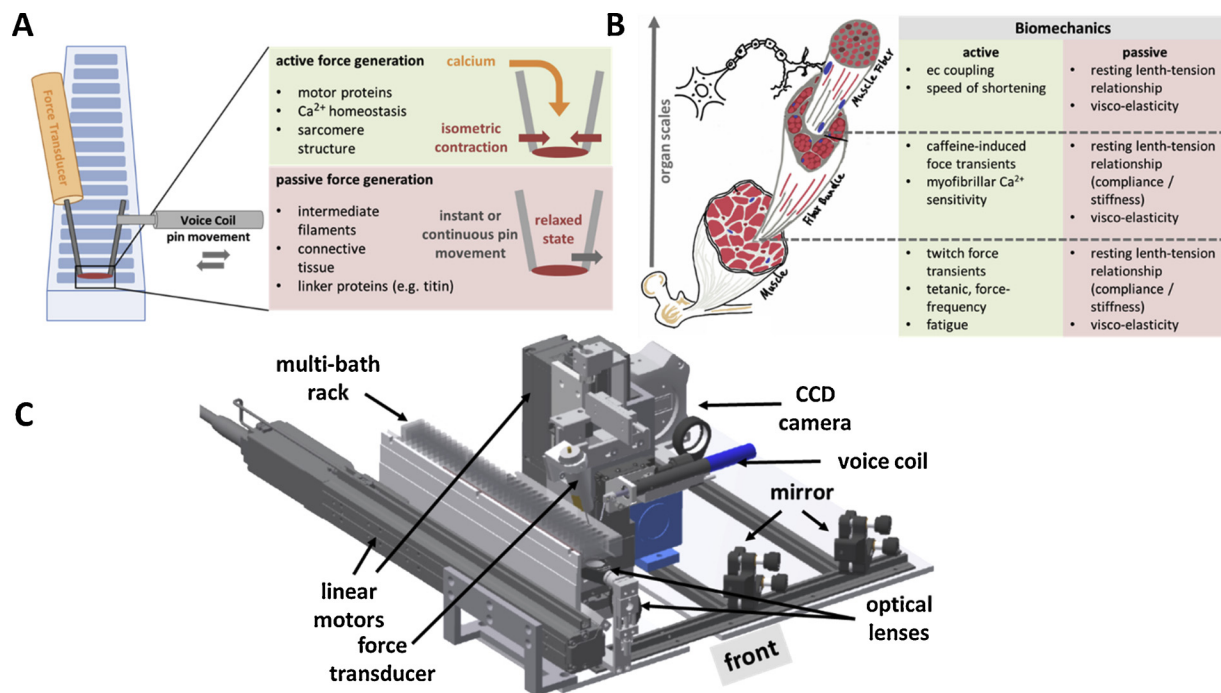 A
Force Transducer
Voice Coil
pin movement
active force generation
• motor proteins
• Ca²⁺ homeostasis
• sarcomere
structure
calcium
isometric
contraction
passive force generation
• intermediate
filaments
• connective
tissue
• linker proteins (e.g. titin)
instant or
continuous pin
movement
relaxed
state
B
organ scales
Muscle Fiber
Fiber Bundle
Muscle
Biomechanics
active
• ec coupling
• speed of shortening
passive
• resting lenth-tension
relationship
• visco-elasticity
• caffeine-induced
foce transients
• myofibrillar Ca²⁺
sensitivity
• resting lenth-tension
relationship
(compliance /
stiffness)
• visco-elasticity
• twitch force
transients
• tetanic, force-
frequency
• fatigue
• resting lenth-tension
relationship
(compliance /
stiffness)
• visco-elasticity
C
multi-bath
rack
CCD
camera
voice coil
mirror
linear
motors
force
transducer
optical
lenses
front